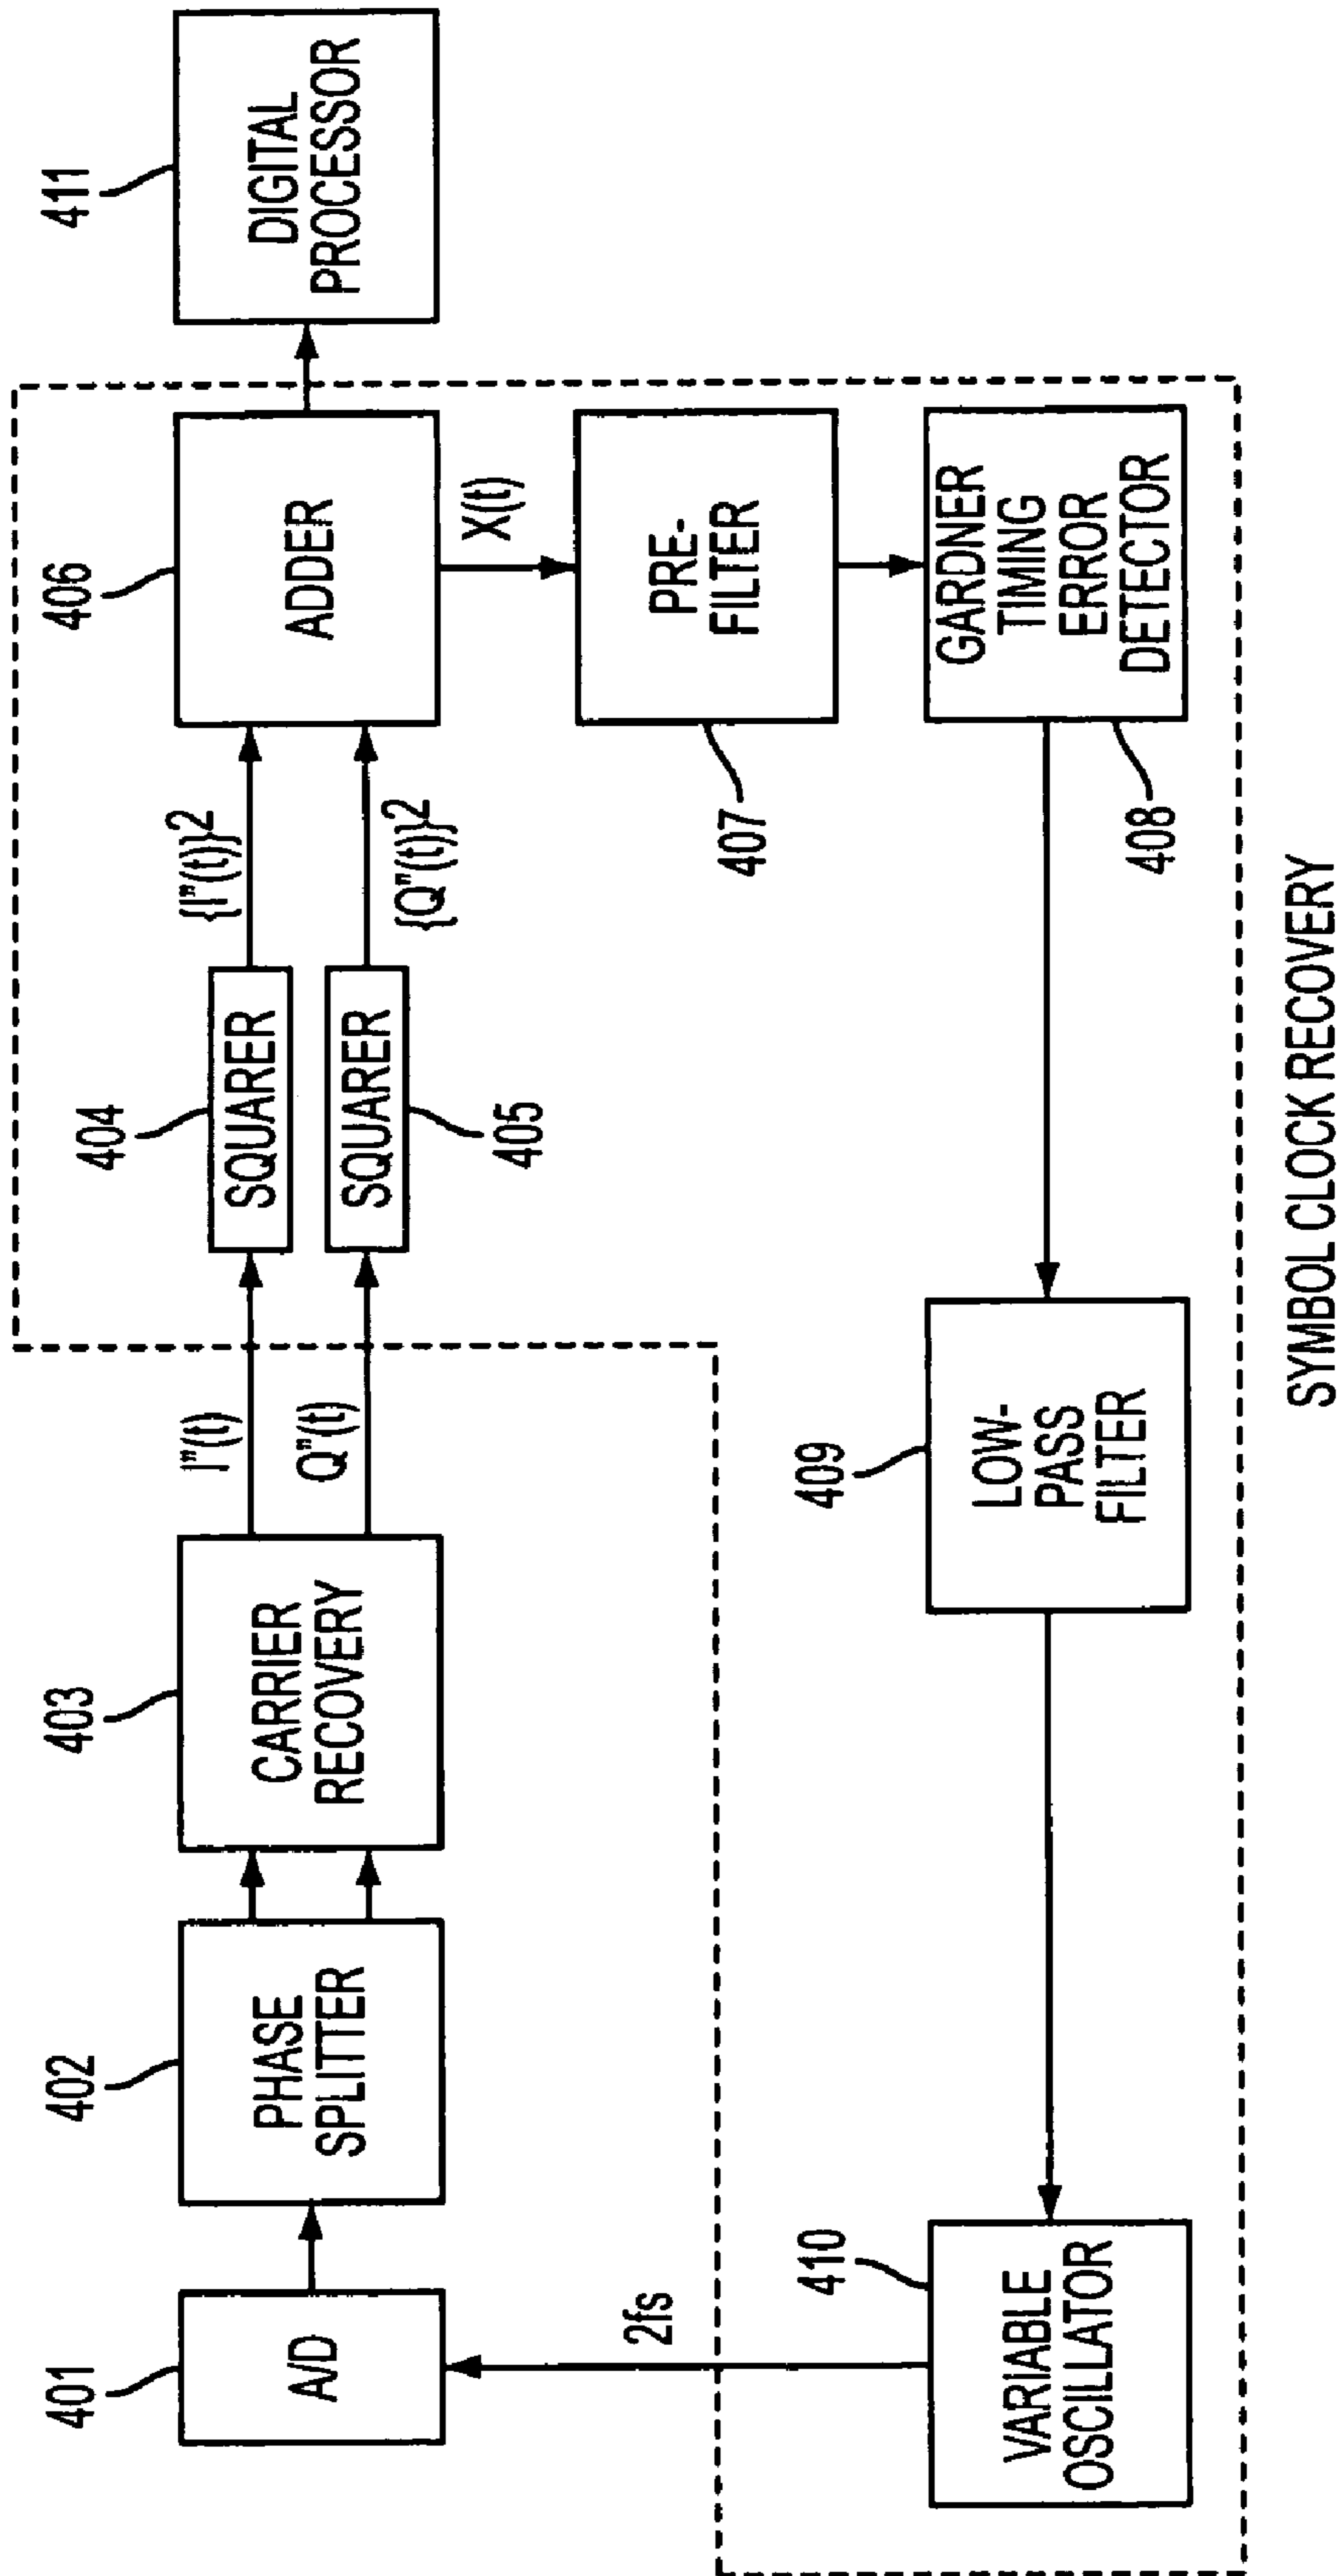 401
A/D
402
PHASE
SPLITTER
403
CARRIER
RECOVERY
I"(t)
Q"(t)
404
SQUARER
SQUARER
405
{I"(t)}2
{Q"(t)}2
406
ADDER
411
DIGITAL
PROCESSOR
X(t)
PRE-
FILTER
407
GARDNER
TIMING
ERROR
DETECTOR
408
409
LOW-
PASS
FILTER
410
VARIABLE
OSCILLATOR
2fs
SYMBOL CLOCK RECOVERY